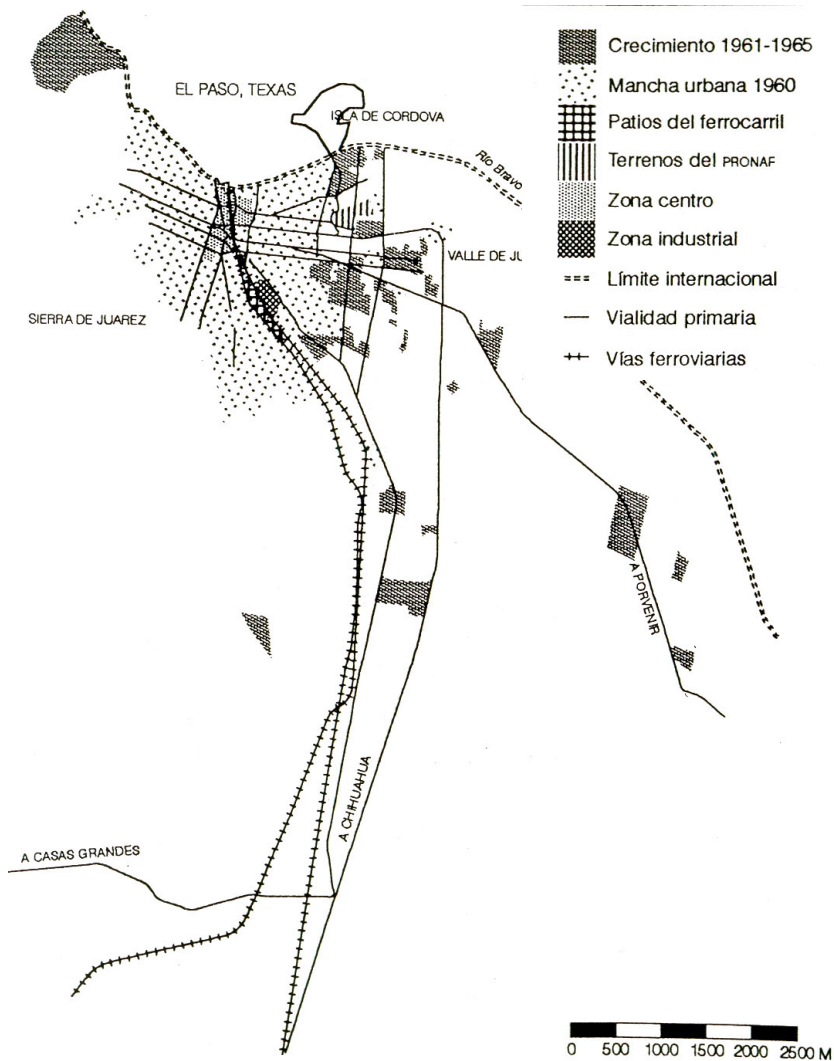 EL PASO, TEXAS
ISLA DE CORDOVA
Río Bravo
VALLE DE JU
SIERRA DE JUAREZ
A PORVENIR
A CHIHUAHUA
A CASAS GRANDES
Crecimiento 1961-1965
Mancha urbana 1960
Patios del ferrocarril
Terrenos del PRONAF
Zona centro
Zona industrial
Límite internacional
Vialidad primaria
Vías ferroviarias
0 500 1000 1500 2000 2500 M